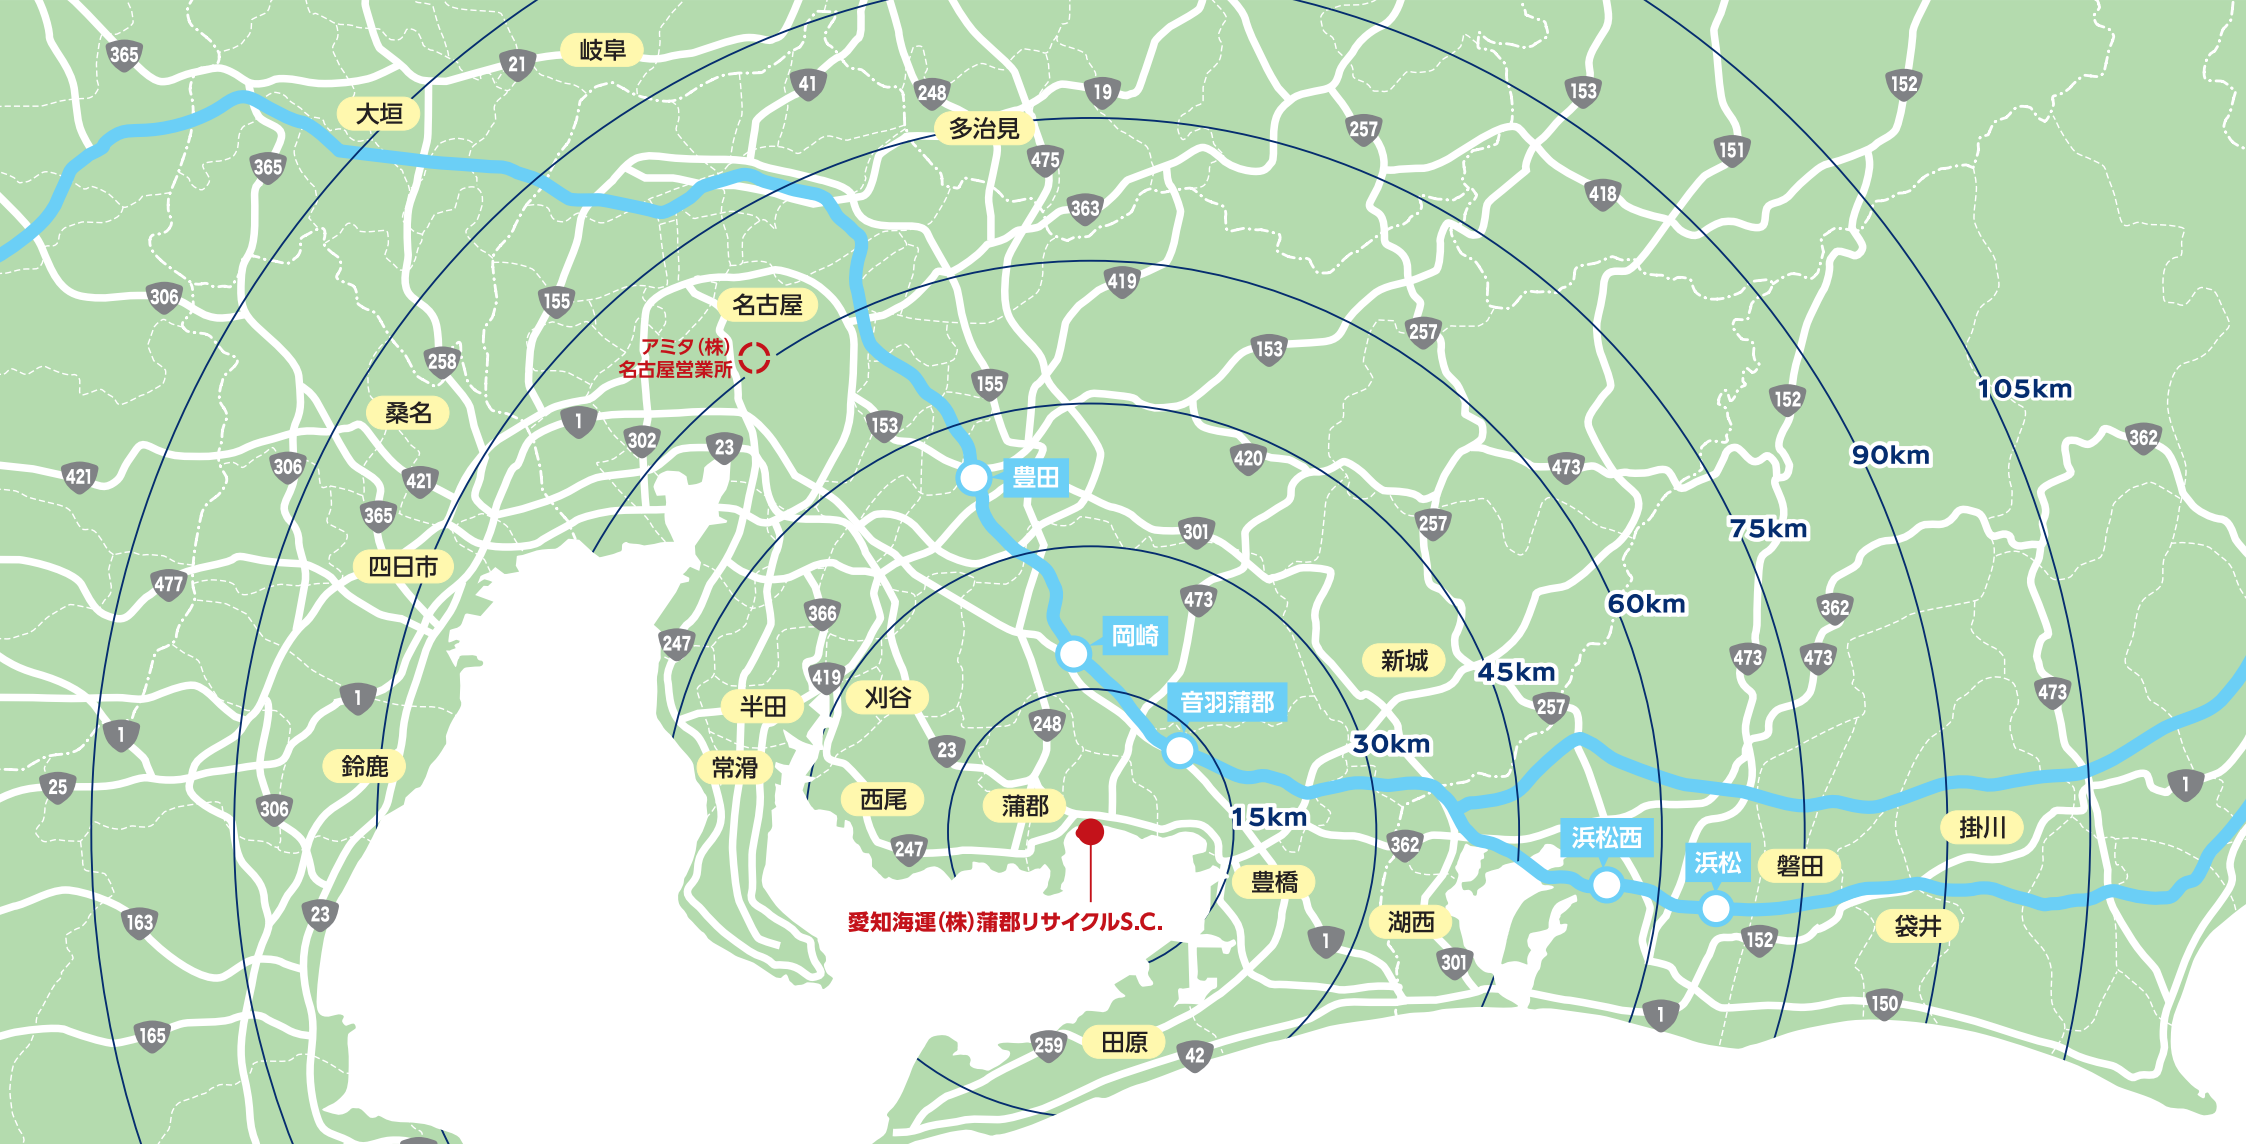 365
21
岐阜
41
248
19
153
152
大垣
多治見
257
151
365
475
363
418
306
155
419
名古屋
257
アミタ(株)
名古屋営業所
258
153
155
152
105km
桑名
1
153
302
23
420
362
90km
421
306
421
473
豊田
365
301
257
75km
四日市
477
366
473
60km
362
岡崎
247
新城
473
473
45km
419
刈谷
音羽蒲郡
473
1
半田
257
248
1
23
30km
鈴鹿
常滑
25
西尾
蒲郡
1
306
15km
掛川
浜松西
247
362
浜松
磐田
豊橋
163
23
愛知海運(株)蒲郡リサイクルS.C.
湖西
袋井
1
152
301
150
1
165
259
田原
42